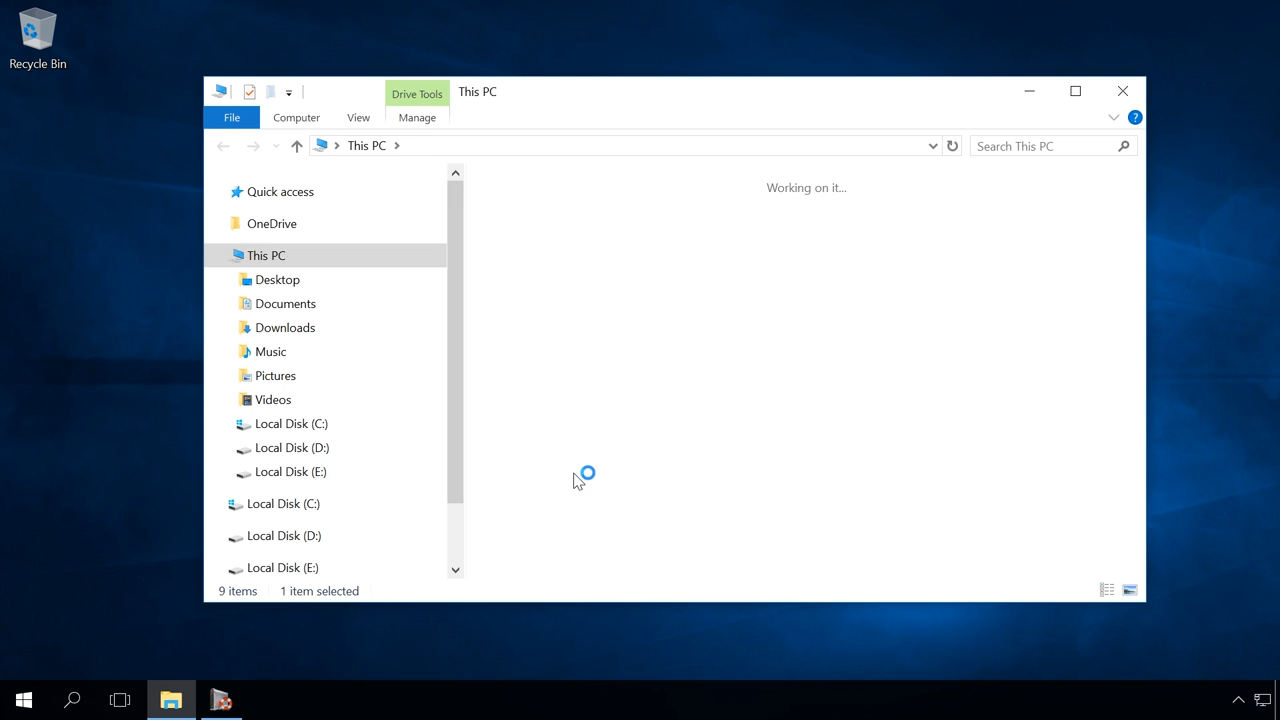 Recycle Bin
Drive Tools
This PC
File
Computer
View
Manage
This PC
Search This PC
Quick access
OneDrive
This PC
Desktop
Documents
Downloads
Music
Pictures
Videos
Local Disk (C:)
Local Disk (D:)
Local Disk (E:)
Local Disk (C:)
Local Disk (D:)
Local Disk (E:)
Working on it...
9 items
1 item selected